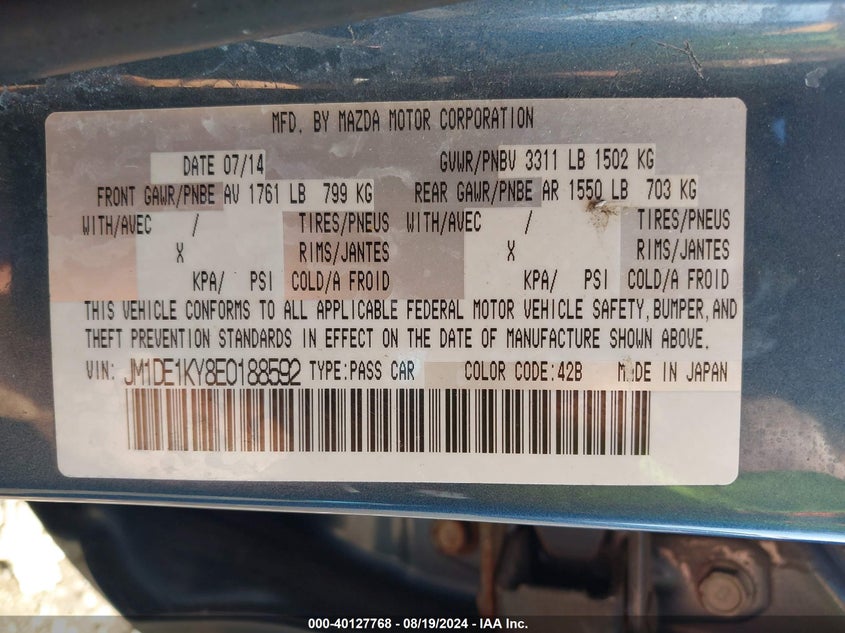 MFD. BY MAZDA MOTOR CORPORATION
DATE 07/14 GVWR/PNBV 3311 LB 1502 KG
FRONT GAWR/PNBE AV 1761 LB 799 KG REAR GAWR/PNBE AR 1550 LB 703 KG
WITH/AVEC / TIRES/PNEUS WITH/AVEC / TIRES/PNEUS
X RIMS/JANTES X RIMS/JANTES
KPA/ PSI COLD/A FROID KPA/ PSI COLD/A FROID
THIS VEHICLE CONFORMS TO ALL APPLICABLE FEDERAL MOTOR VEHICLE SAFETY, BUMPER, AND
THEFT PREVENTION STANDARDS IN EFFECT ON THE DATE OF MANUFACTURE SHOWN ABOVE.
VIN: JM1DE1KY8E0188592 TYPE:PASS CAR COLOR CODE:42B MADE IN JAPAN
000-40127768 - 08/19/2024 - IAA Inc.